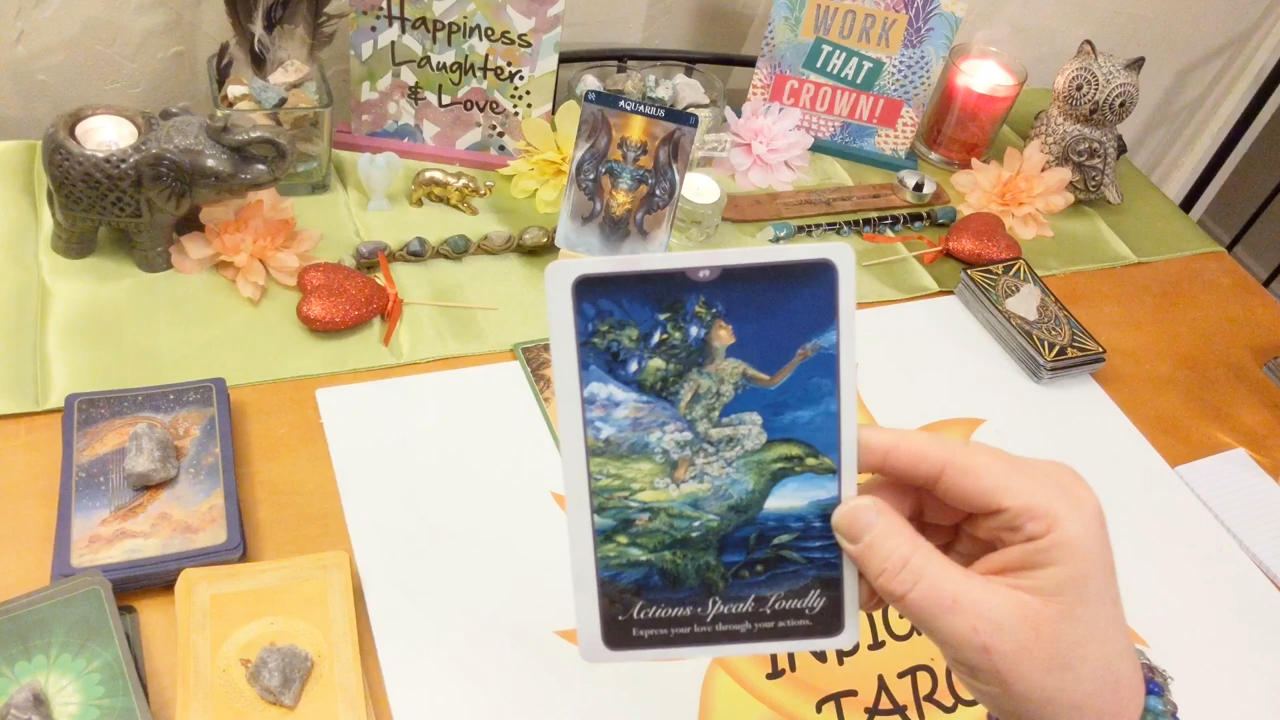 Happiness
Laughter
& Love
WORK
THAT
CROWN!
AQUARIUS
Actions Speak Loudly
Express your love through your actions.
TARO